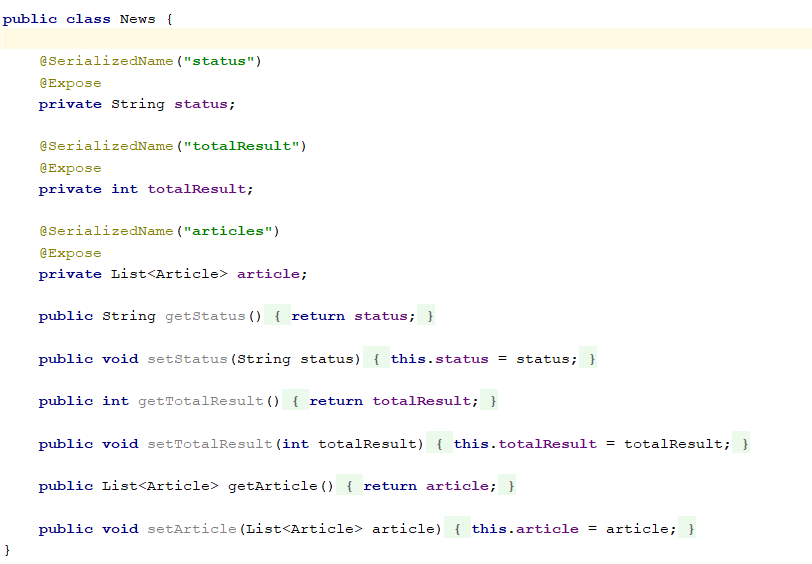 public class News {
@SerializedName("status")
@Expose
private String status;
@SerializedName("totalResult")
@Expose
private int totalResult;
@SerializedName("articles")
@Expose
private List<Article> article;
public String getStatus() { return status; }
public void setStatus(String status) { this.status = status; }
public int getTotalResult() { return totalResult; }
public void setTotalResult(int totalResult) { this.totalResult = totalResult; }
public List<Article> getArticle() { return article; }
public void setArticle(List<Article> article) { this.article = article; }
}